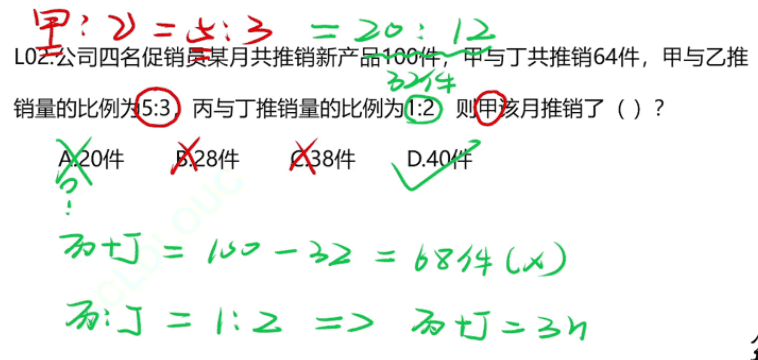 甲:乙=5:3 =20:12
L02.公司四名促销员某月共推销新产品100件，甲与丁共推销64件，甲与乙推
32件
销量的比例为5:3，丙与丁推销量的比例为1:2 则甲该月推销了（ ）？
A.20件 B.28件 C.38件 D.40件
?
丙+丁=100-32=68件(×)
丙:丁=1:2 => 丙+丁=3n